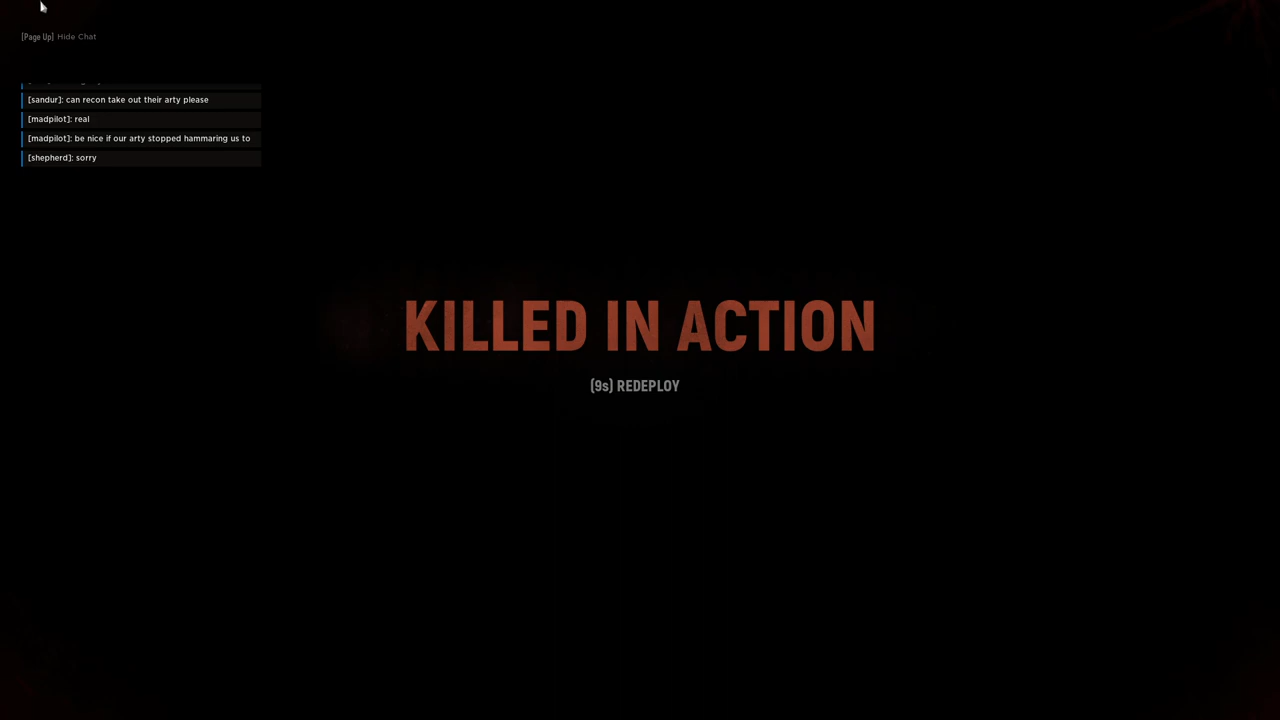 [Page Up] Hide Chat
[sandur]: can recon take out their arty please
[madpilot]: real
[madpilot]: be nice if our arty stopped hammaring us to
[shepherd]: sorry
KILLED IN ACTION
(9s) REDEPLOY